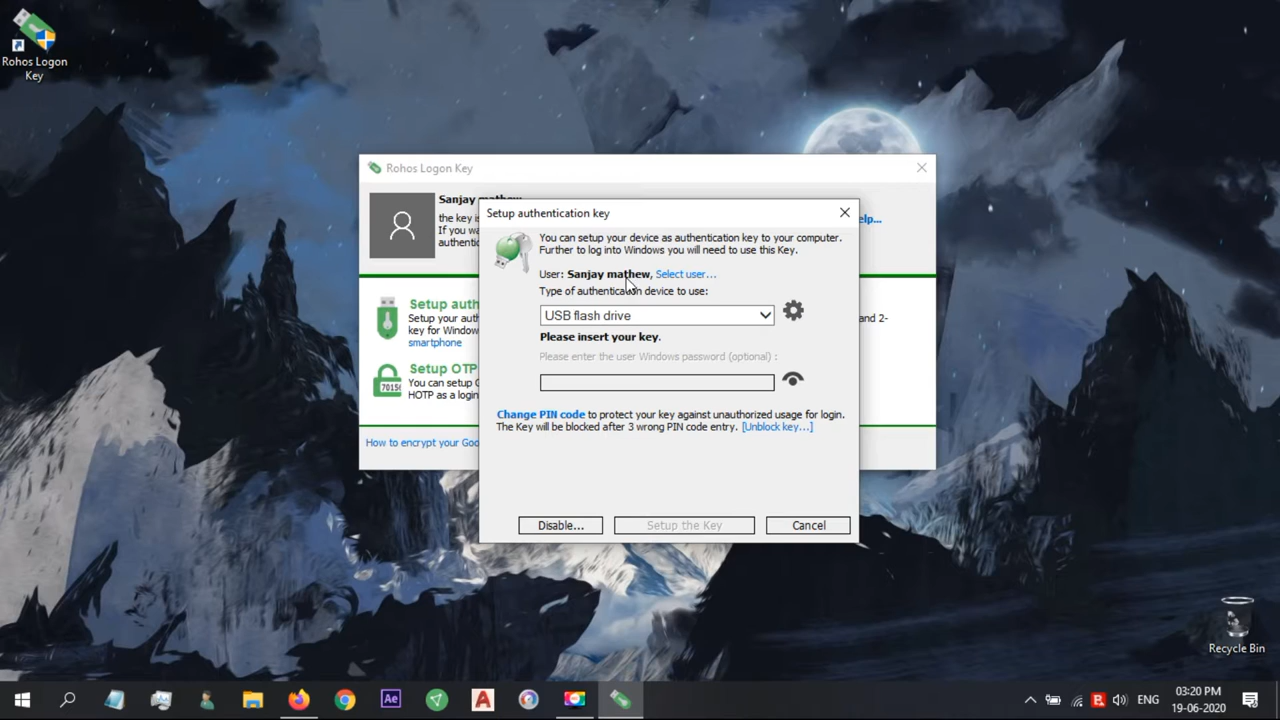 Rohos Logon
Key
Rohos Logon Key
Sanjay mathew
the key is
If you wa
authentic
elp...
Setup auth
Setup your auth
key for Window
smartphone
and 2-
Setup OTP
You can setup G
HOTP as a login
70156
How to encrypt your Goo
Setup authentication key
You can setup your device as authentication key to your computer.
Further to log into Windows you will need to use this Key.
User: Sanjay mathew, Select user...
Type of authentication device to use:
USB flash drive
Please insert your key.
Please enter the user Windows password (optional) :
Change PIN code to protect your key against unauthorized usage for login.
The Key will be blocked after 3 wrong PIN code entry. [Unblock key...]
Disable...
Setup the Key
Cancel
Recycle Bin
Ae
A
R
ENG
03:20 PM
19-06-2020